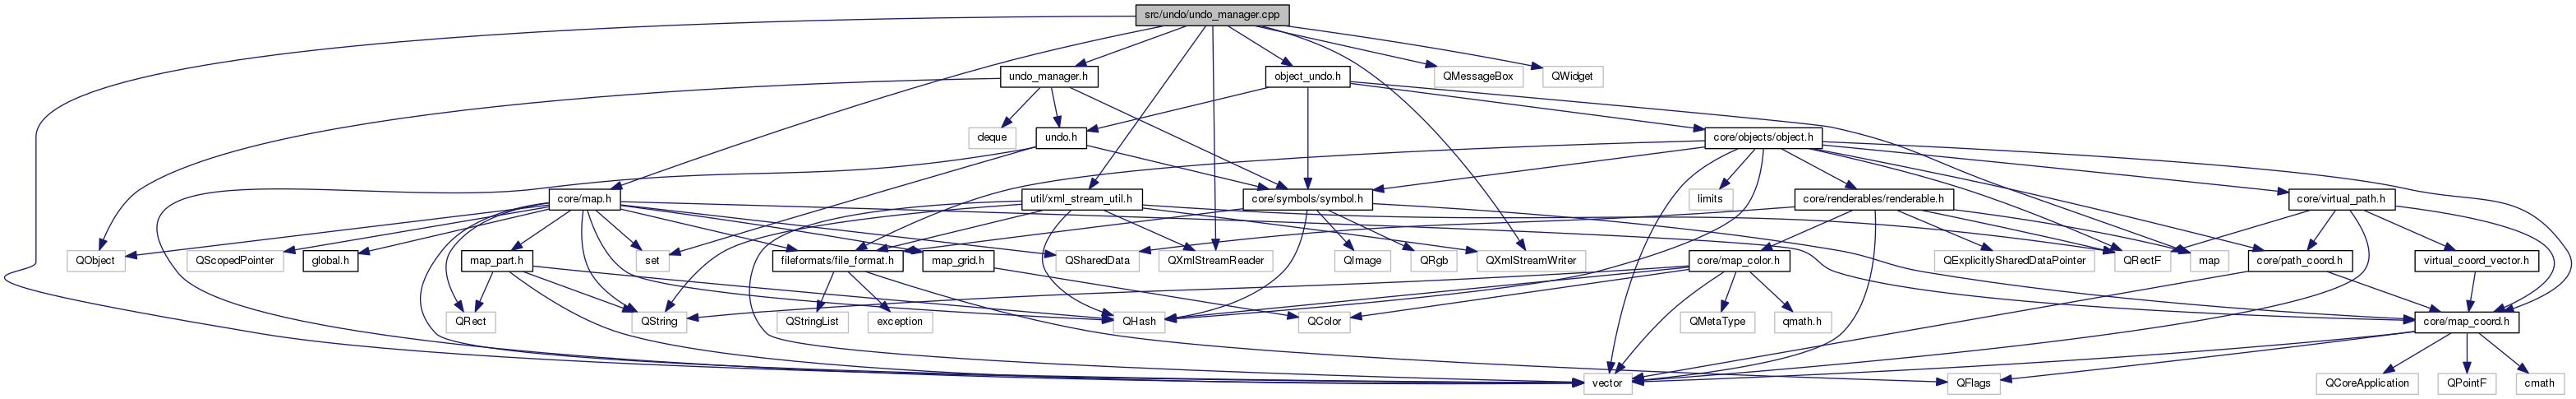 src/undo/undo_manager.cpp
undo_manager.h
object_undo.h
QMessageBox
QWidget
deque
undo.h
core/objects/object.h
core/map.h
util/xml_stream_util.h
core/symbols/symbol.h
limits
core/renderables/renderable.h
core/virtual_path.h
QObject
QScopedPointer
global.h
map_part.h
set
fileformats/file_format.h
map_grid.h
QSharedData
QXmlStreamReader
QImage
QRgb
QXmlStreamWriter
core/map_color.h
QExplicitlySharedDataPointer
QRectF
map
core/path_coord.h
virtual_coord_vector.h
QRect
QString
QStringList
exception
QHash
QColor
QMetaType
qmath.h
core/map_coord.h
vector
QFlags
QCoreApplication
QPointF
cmath